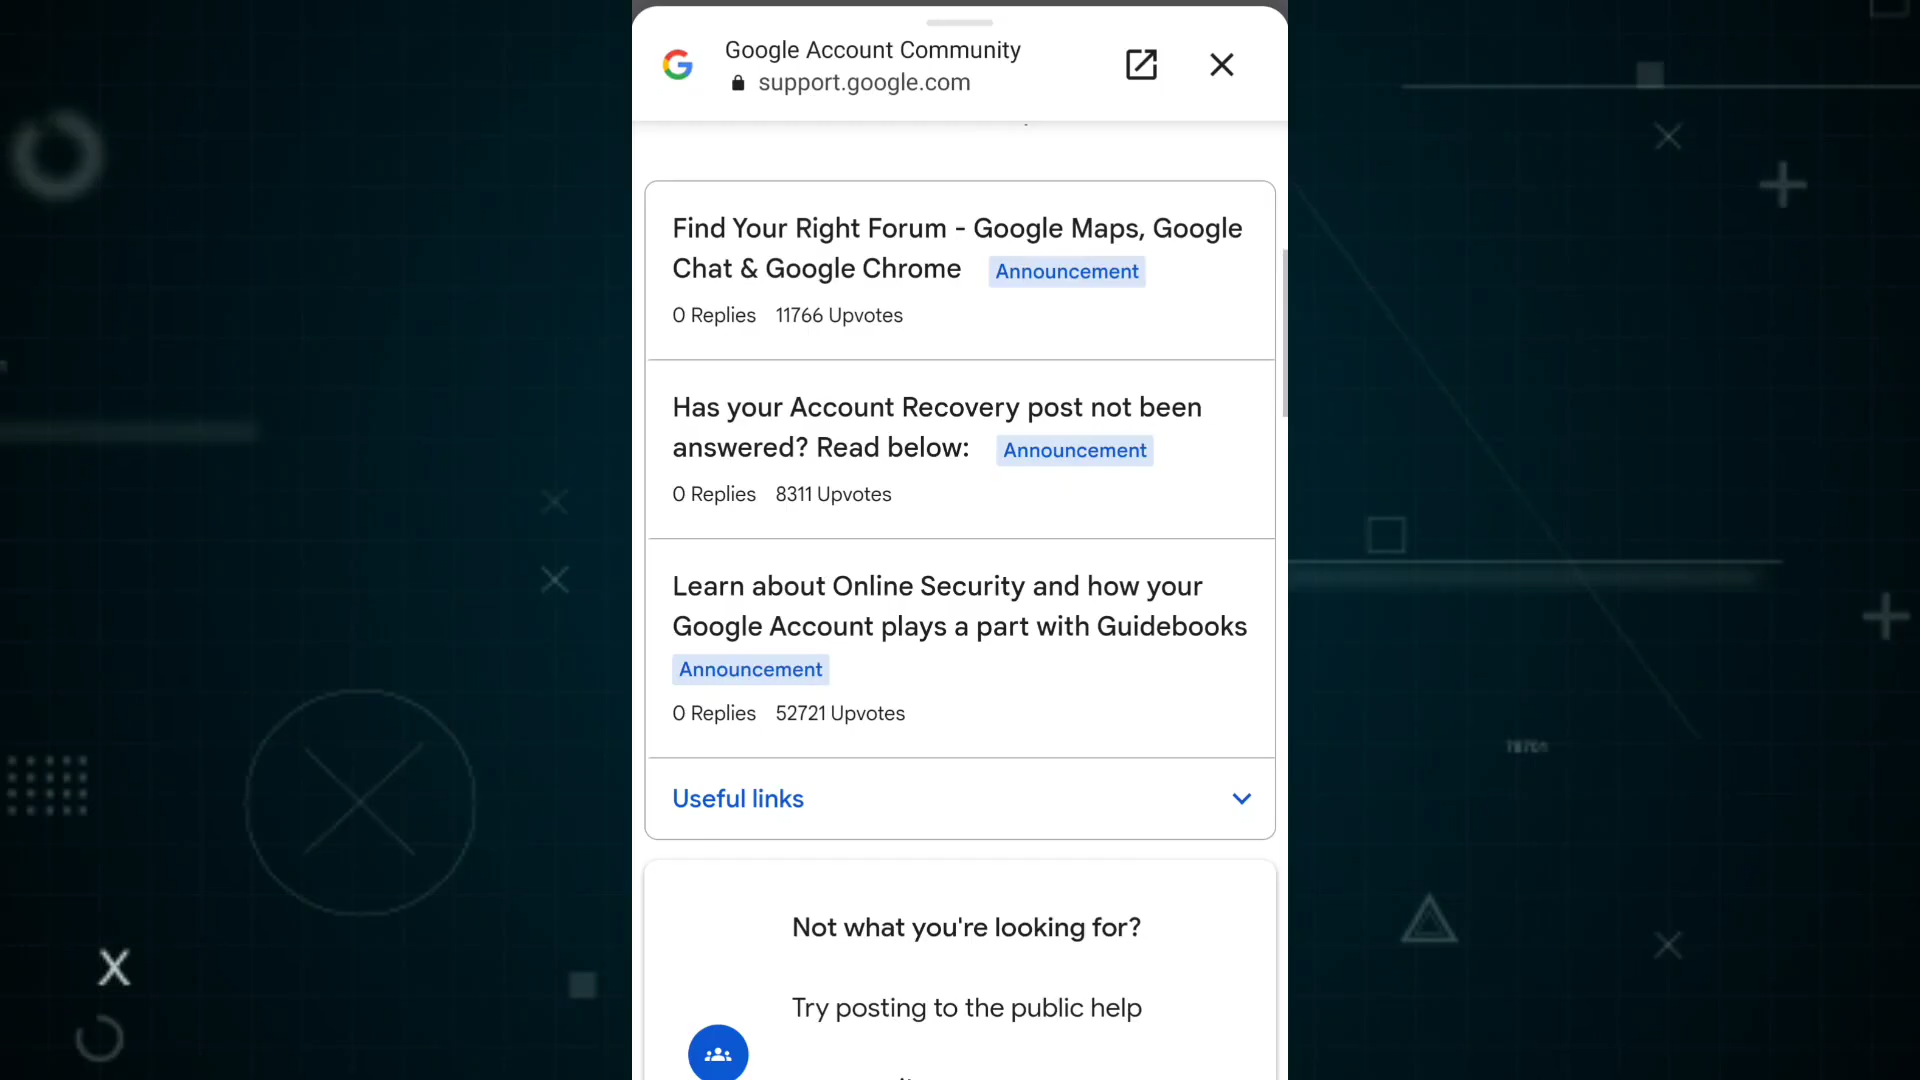 Google Account Community
support.google.com
Find Your Right Forum - Google Maps, Google
Chat & Google Chrome Announcement
0 Replies 11766 Upvotes
Has your Account Recovery post not been
answered? Read below: Announcement
0 Replies 8311 Upvotes
Learn about Online Security and how your
Google Account plays a part with Guidebooks
Announcement
0 Replies 52721 Upvotes
Useful links
Not what you're looking for?
Try posting to the public help